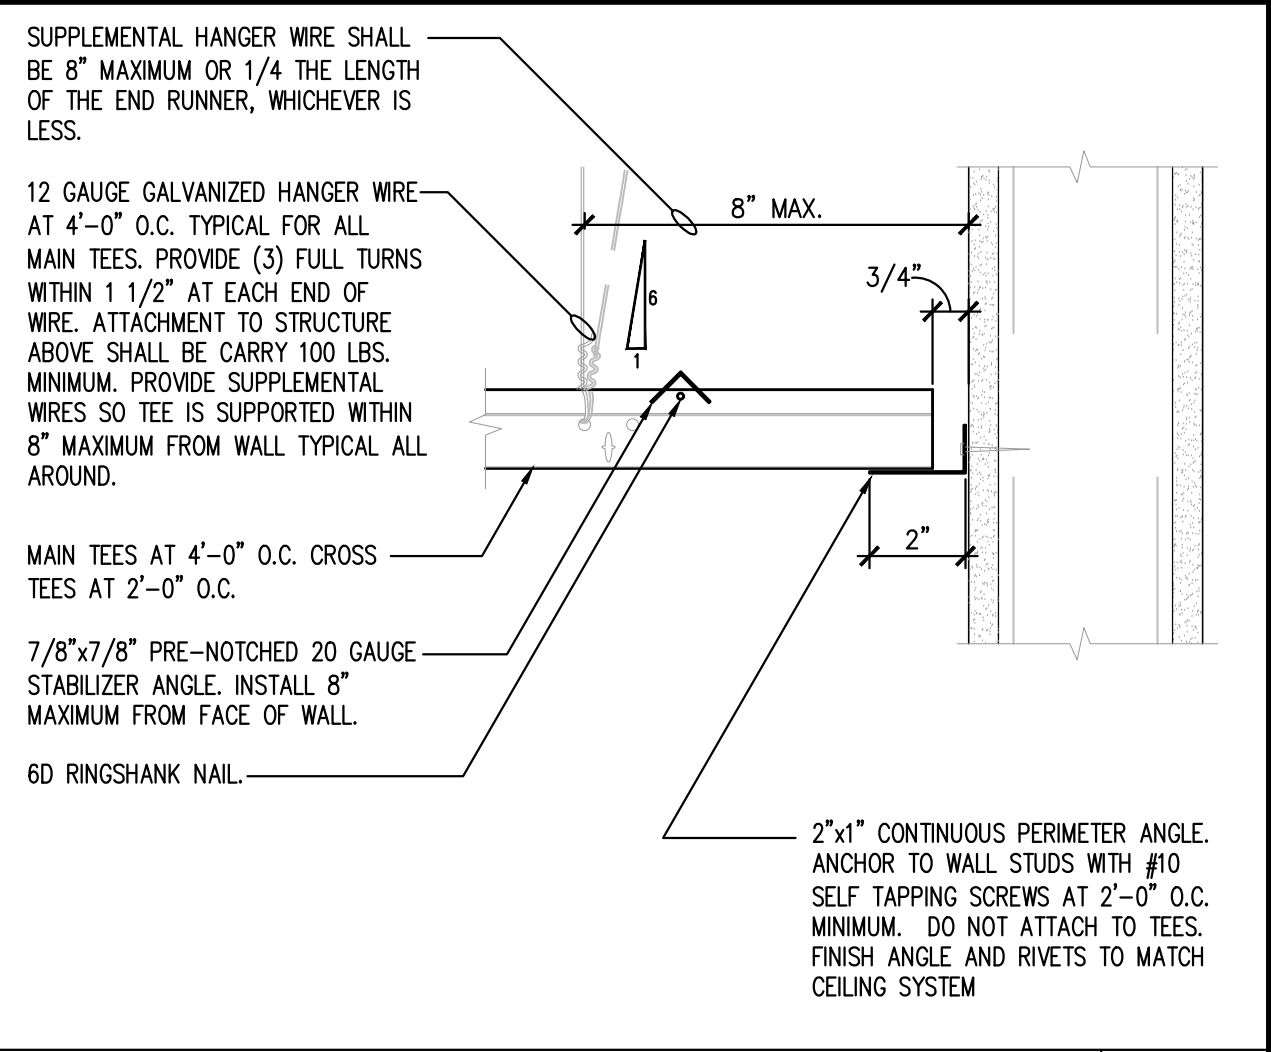 SUPPLEMENTAL HANGER WIRE SHALL
BE 8" MAXIMUM OR 1/4 THE LENGTH
OF THE END RUNNER, WHICHEVER IS
LESS.
12 GAUGE GALVANIZED HANGER WIRE
AT 4'-0" O.C. TYPICAL FOR ALL
MAIN TEES. PROVIDE (3) FULL TURNS
WITHIN 1 1/2" AT EACH END OF
WIRE. ATTACHMENT TO STRUCTURE
ABOVE SHALL BE CARRY 100 LBS.
MINIMUM. PROVIDE SUPPLEMENTAL
WIRES SO TEE IS SUPPORTED WITHIN
8" MAXIMUM FROM WALL TYPICAL ALL
AROUND.
MAIN TEES AT 4'-0" O.C. CROSS
TEES AT 2'-0" O.C.
7/8"x7/8" PRE-NOTCHED 20 GAUGE
STABILIZER ANGLE. INSTALL 8"
MAXIMUM FROM FACE OF WALL.
6D RINGSHANK NAIL.
8" MAX.
3/4"
6
1
2"
2"x1" CONTINUOUS PERIMETER ANGLE.
ANCHOR TO WALL STUDS WITH #10
SELF TAPPING SCREWS AT 2'-0" O.C.
MINIMUM. DO NOT ATTACH TO TEES.
FINISH ANGLE AND RIVETS TO MATCH
CEILING SYSTEM